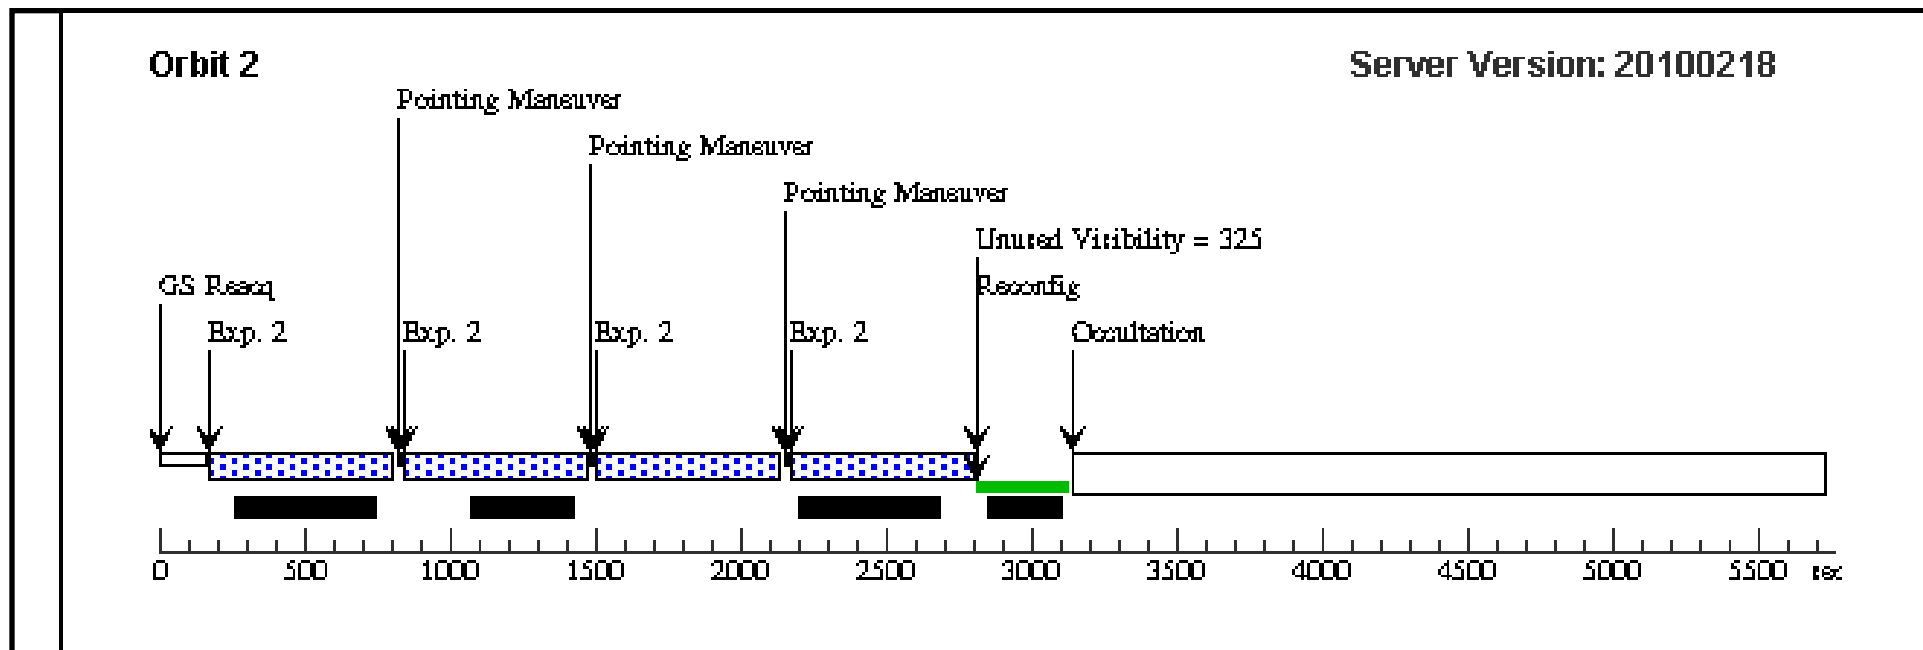 Orbit 2
Server Version: 20100218
Pointing Maneuver
Pointing Maneuver
Pointing Maneuver
Unused Visibility = 325
GS Reacq
Reconfig
Exp. 2
Exp. 2
Exp. 2
Exp. 2
Occultation
0 500 1000 1500 2000 2500 3000 3500 4000 4500 5000 5500 sec